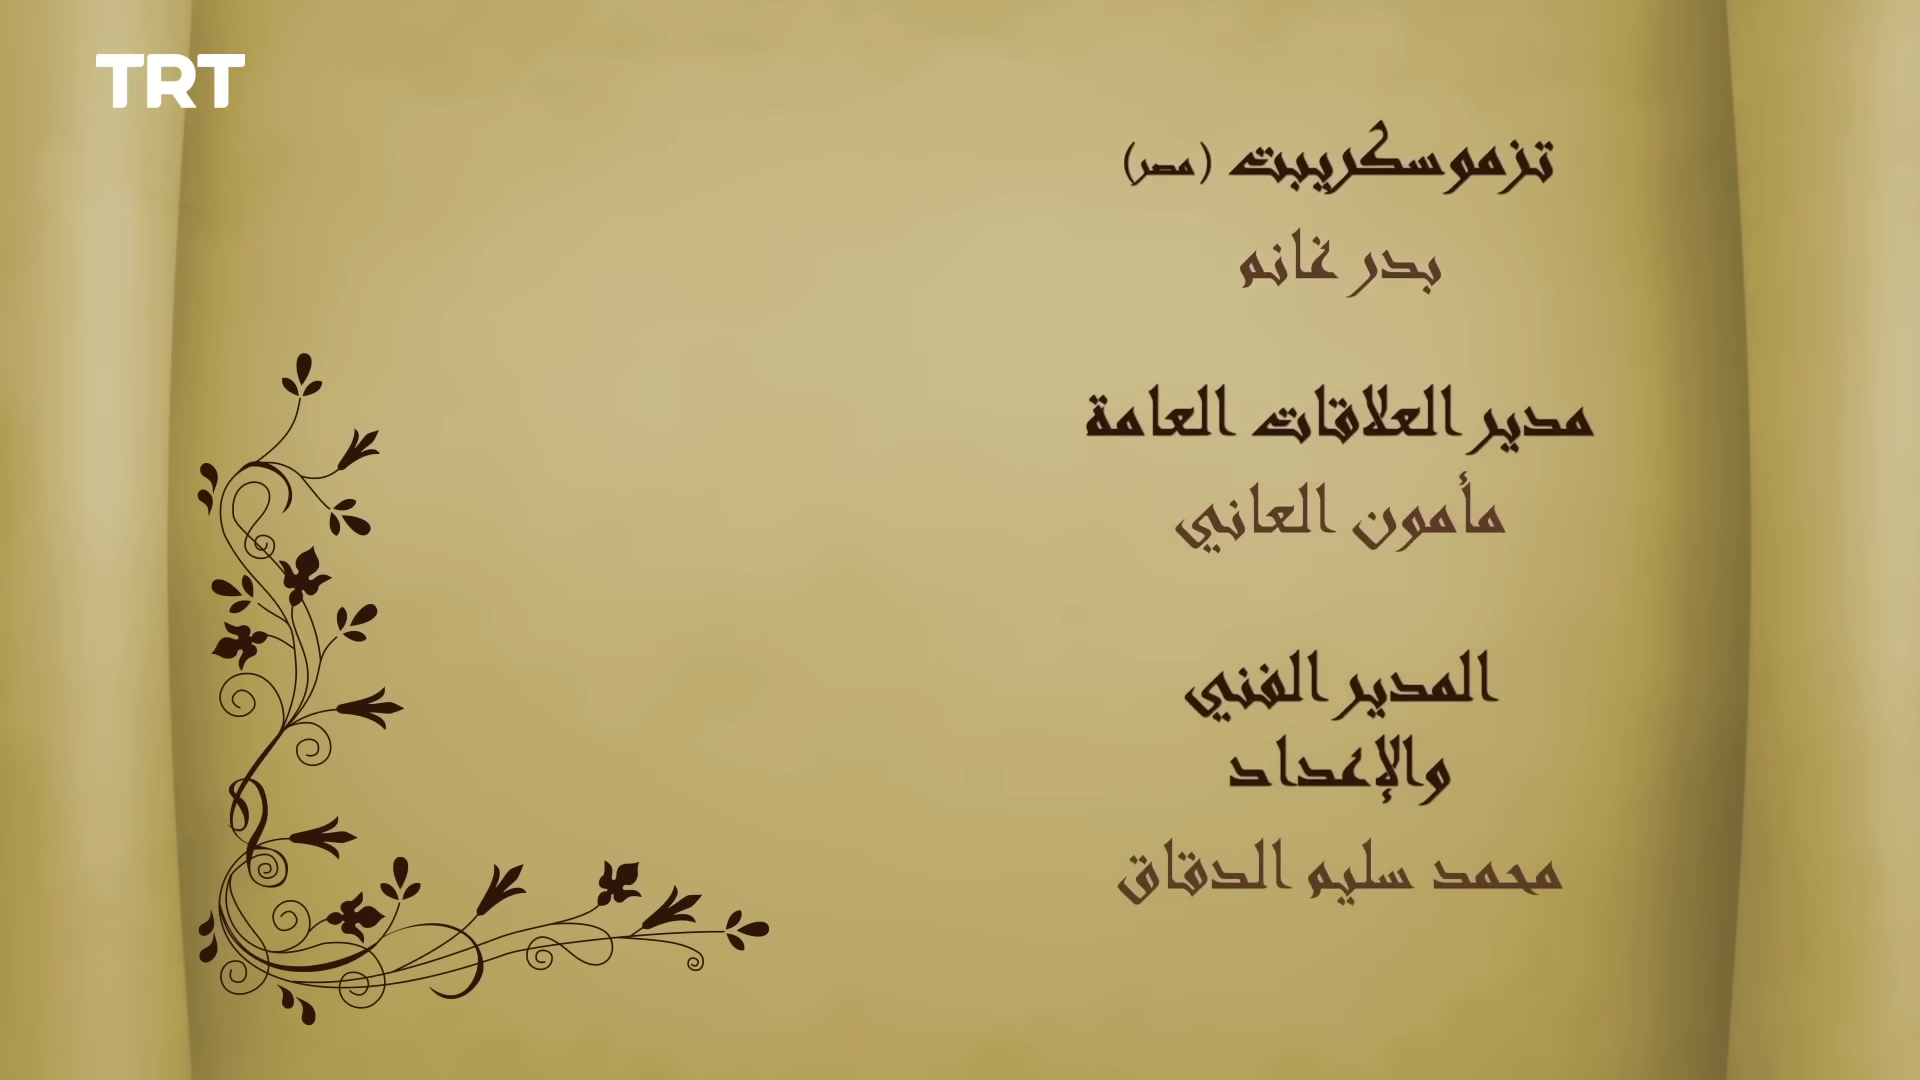 TRT
تزموسكريبت (مصر)
بدر غانم
مدير العلاقات العامة
مأمون العاني
المدير الفني
والإعداد
محمد سليم الدقاق